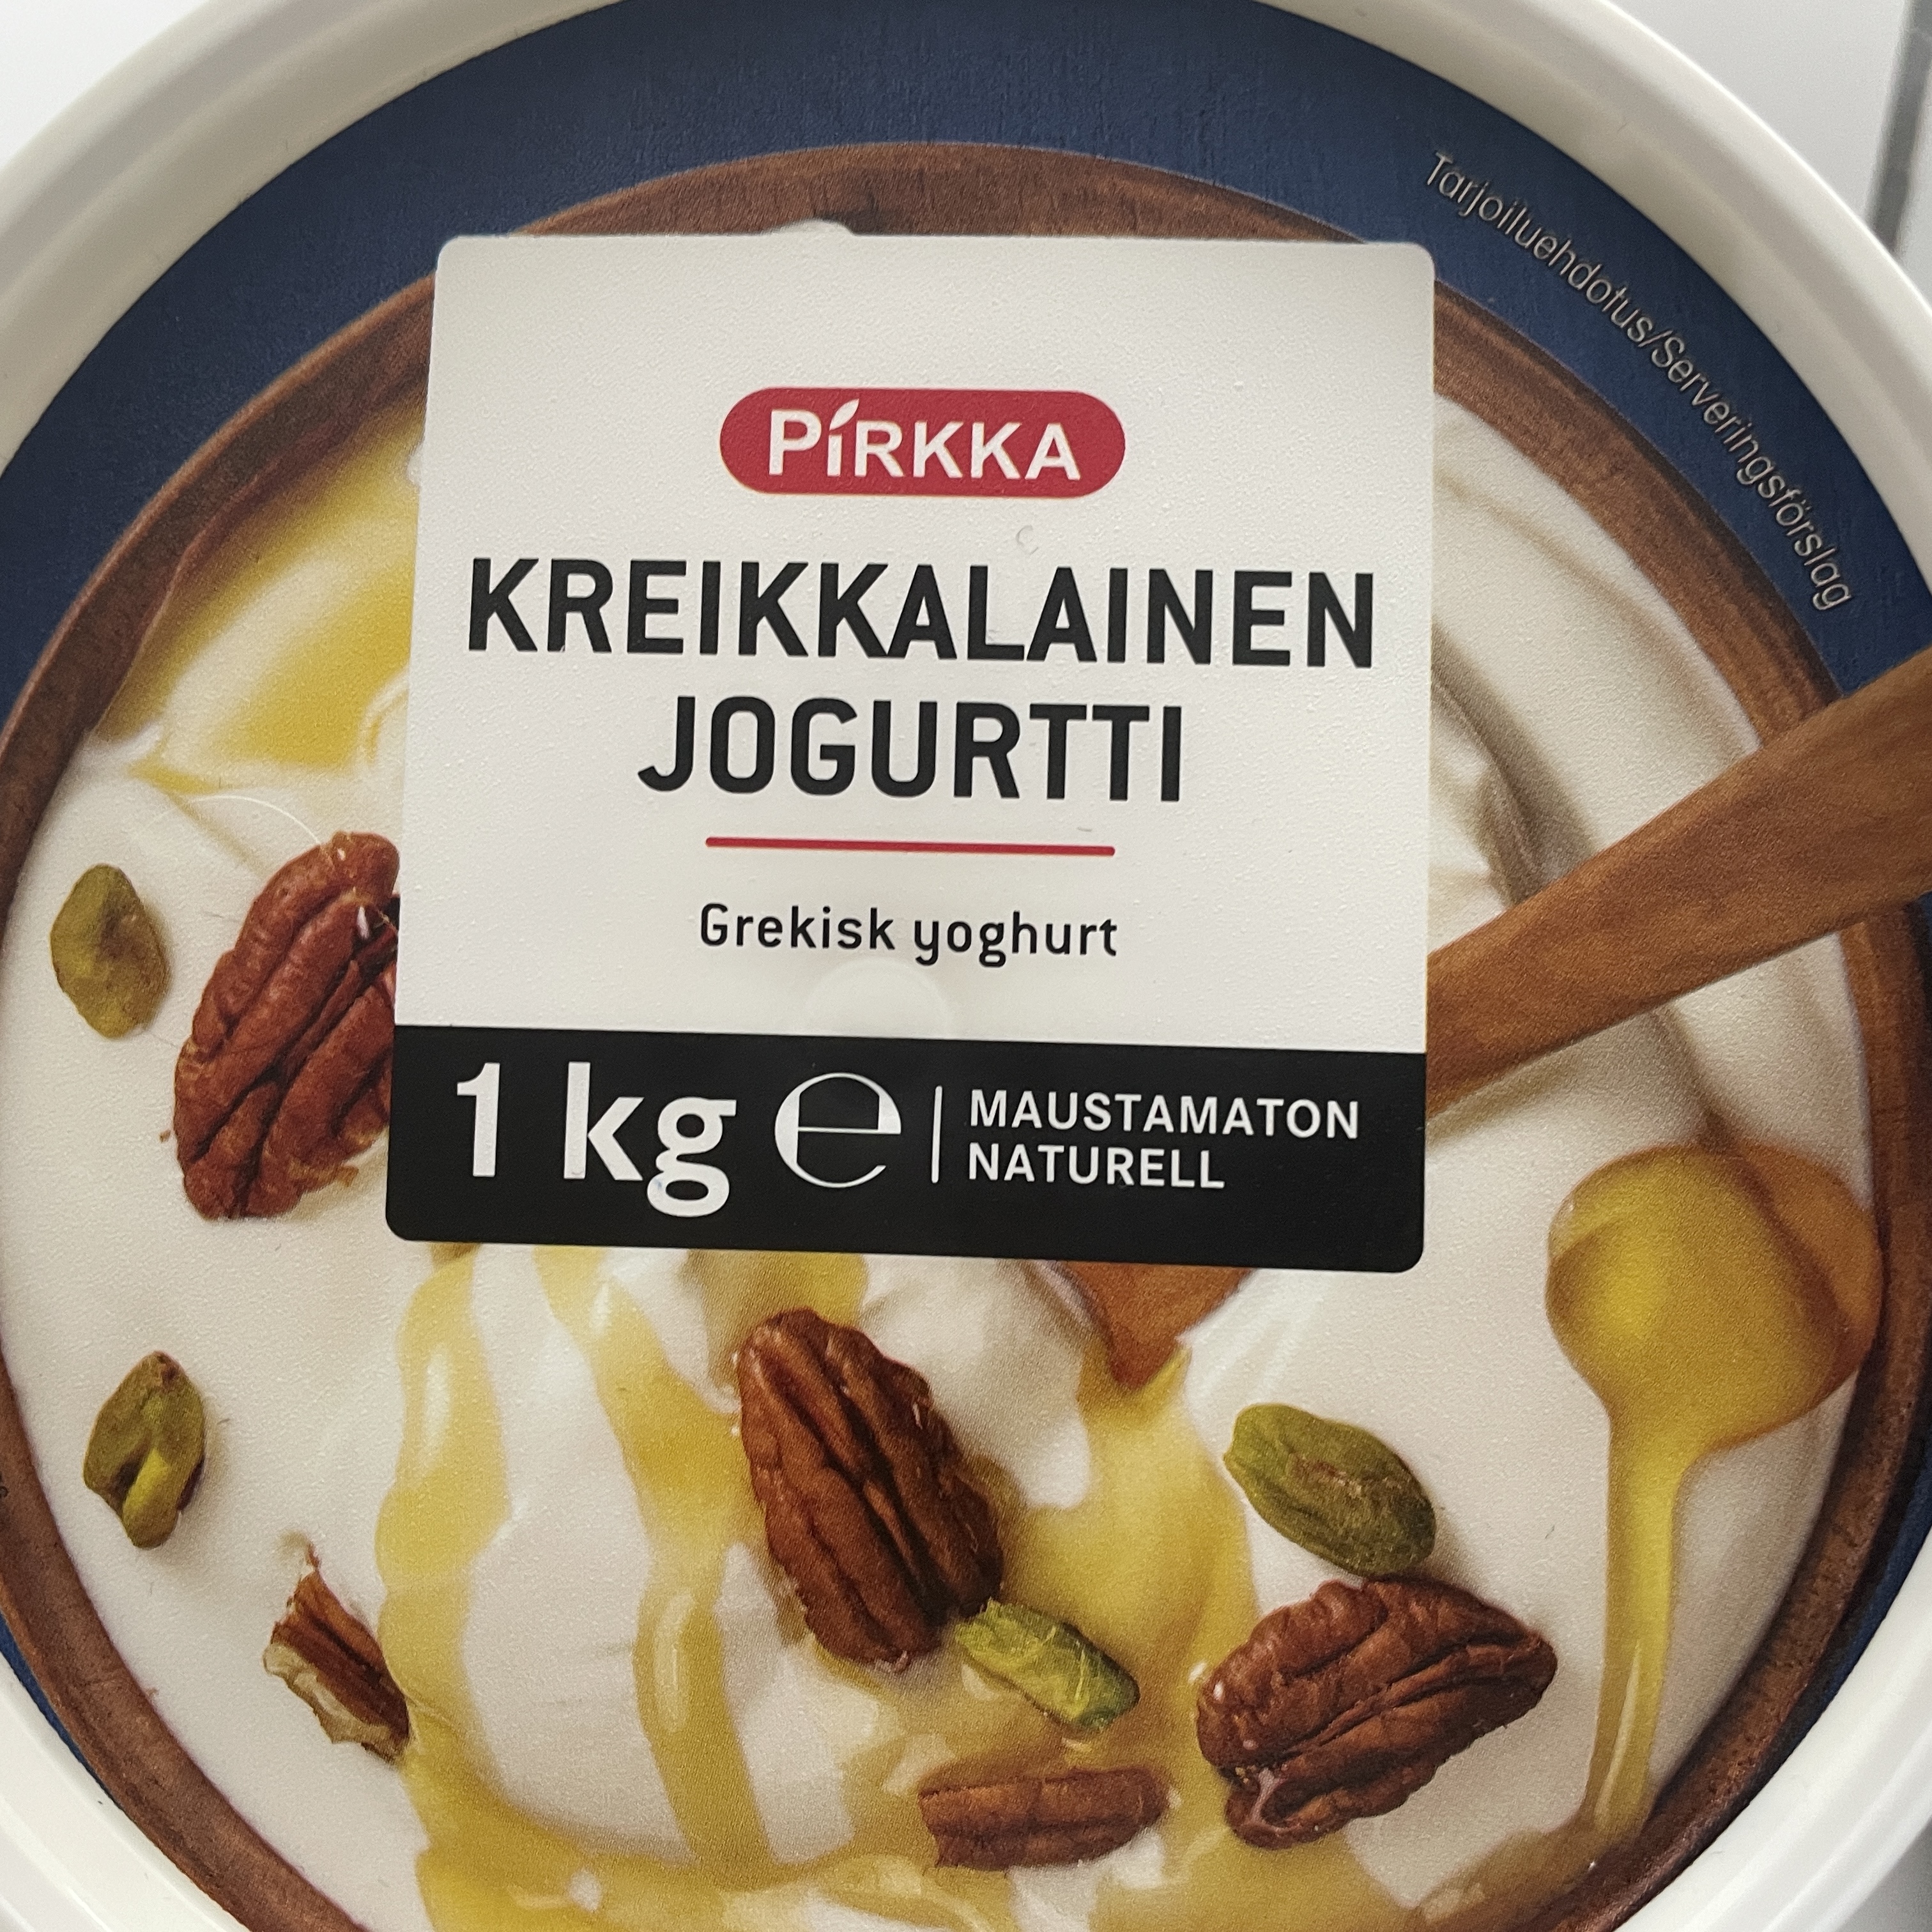 Tarjoiluehdotus/Serveringsförslag
PIRKKA
KREIKKALAINEN
JOGURTTI
Grekisk yoghurt
1 kg ℮
MAUSTAMATON
NATURELL